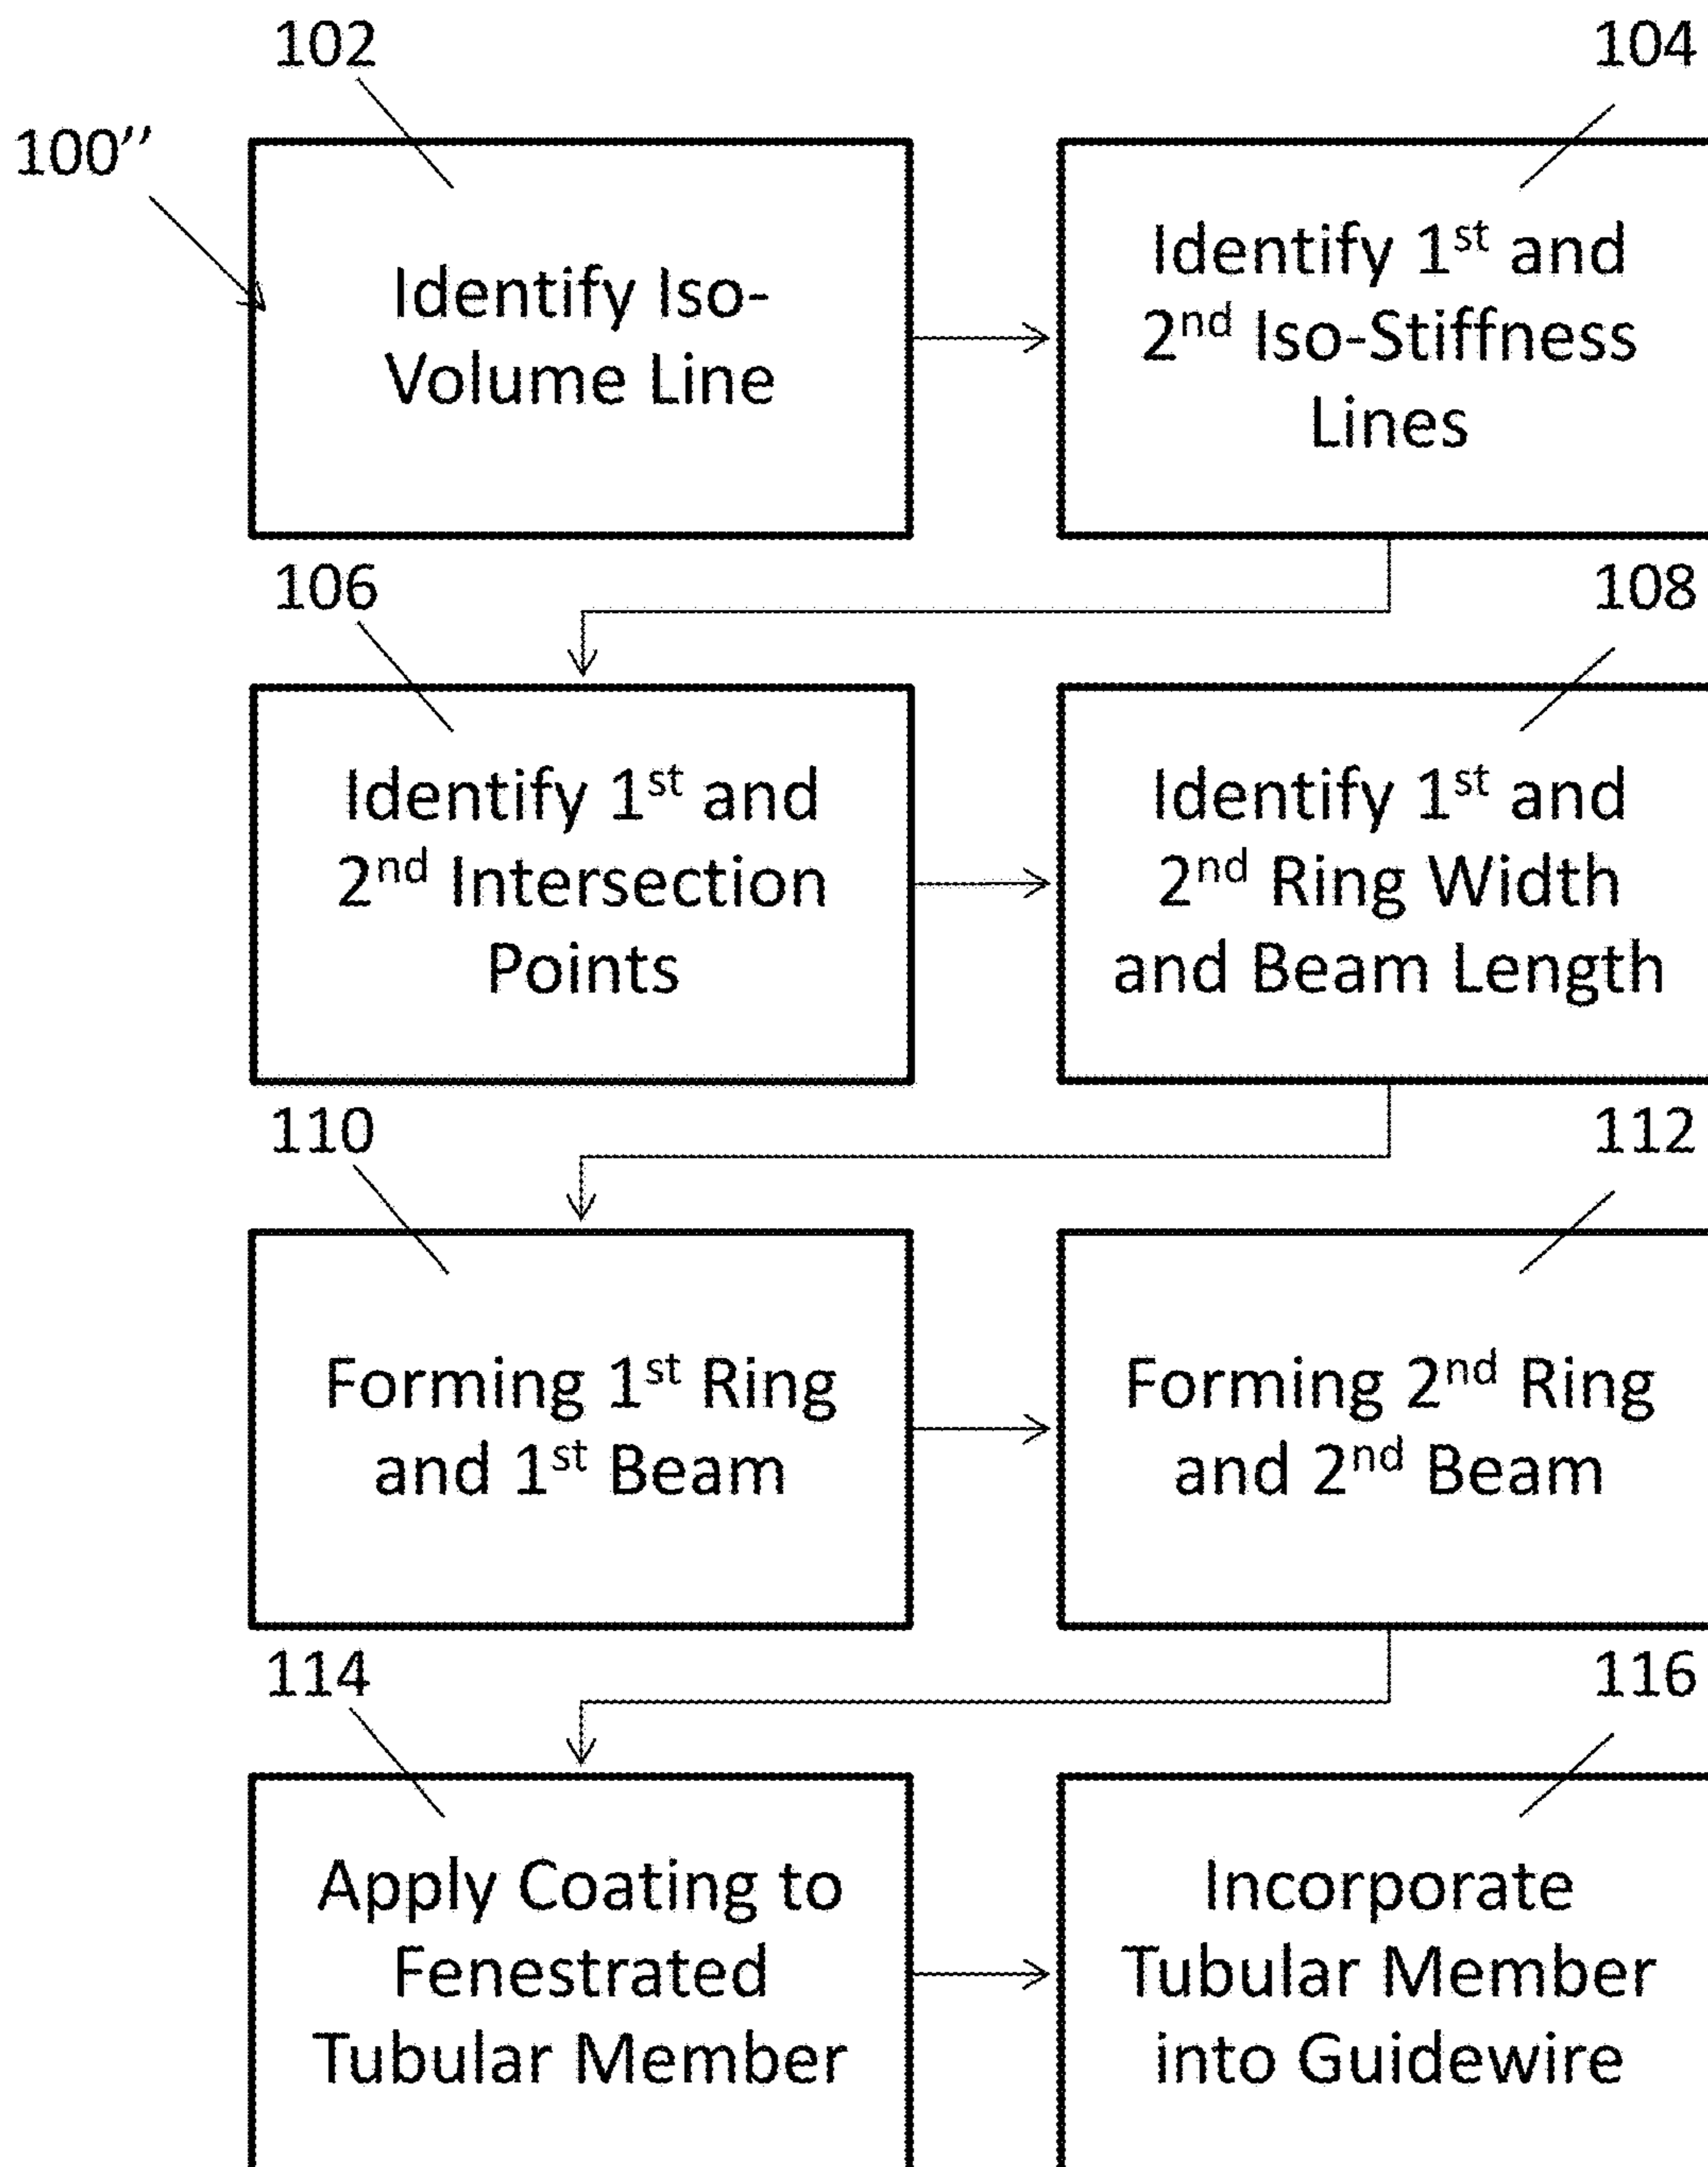 102
104
100’’
Identify Iso-
Volume Line
Identify 1st and
2nd Iso-Stiffness
Lines
106
108
Identify 1st and
2nd Intersection
Points
Identify 1st and
2nd Ring Width
and Beam Length
110
112
Forming 1st Ring
and 1st Beam
Forming 2nd Ring
and 2nd Beam
114
116
Apply Coating to
Fenestrated
Tubular Member
Incorporate
Tubular Member
into Guidewire